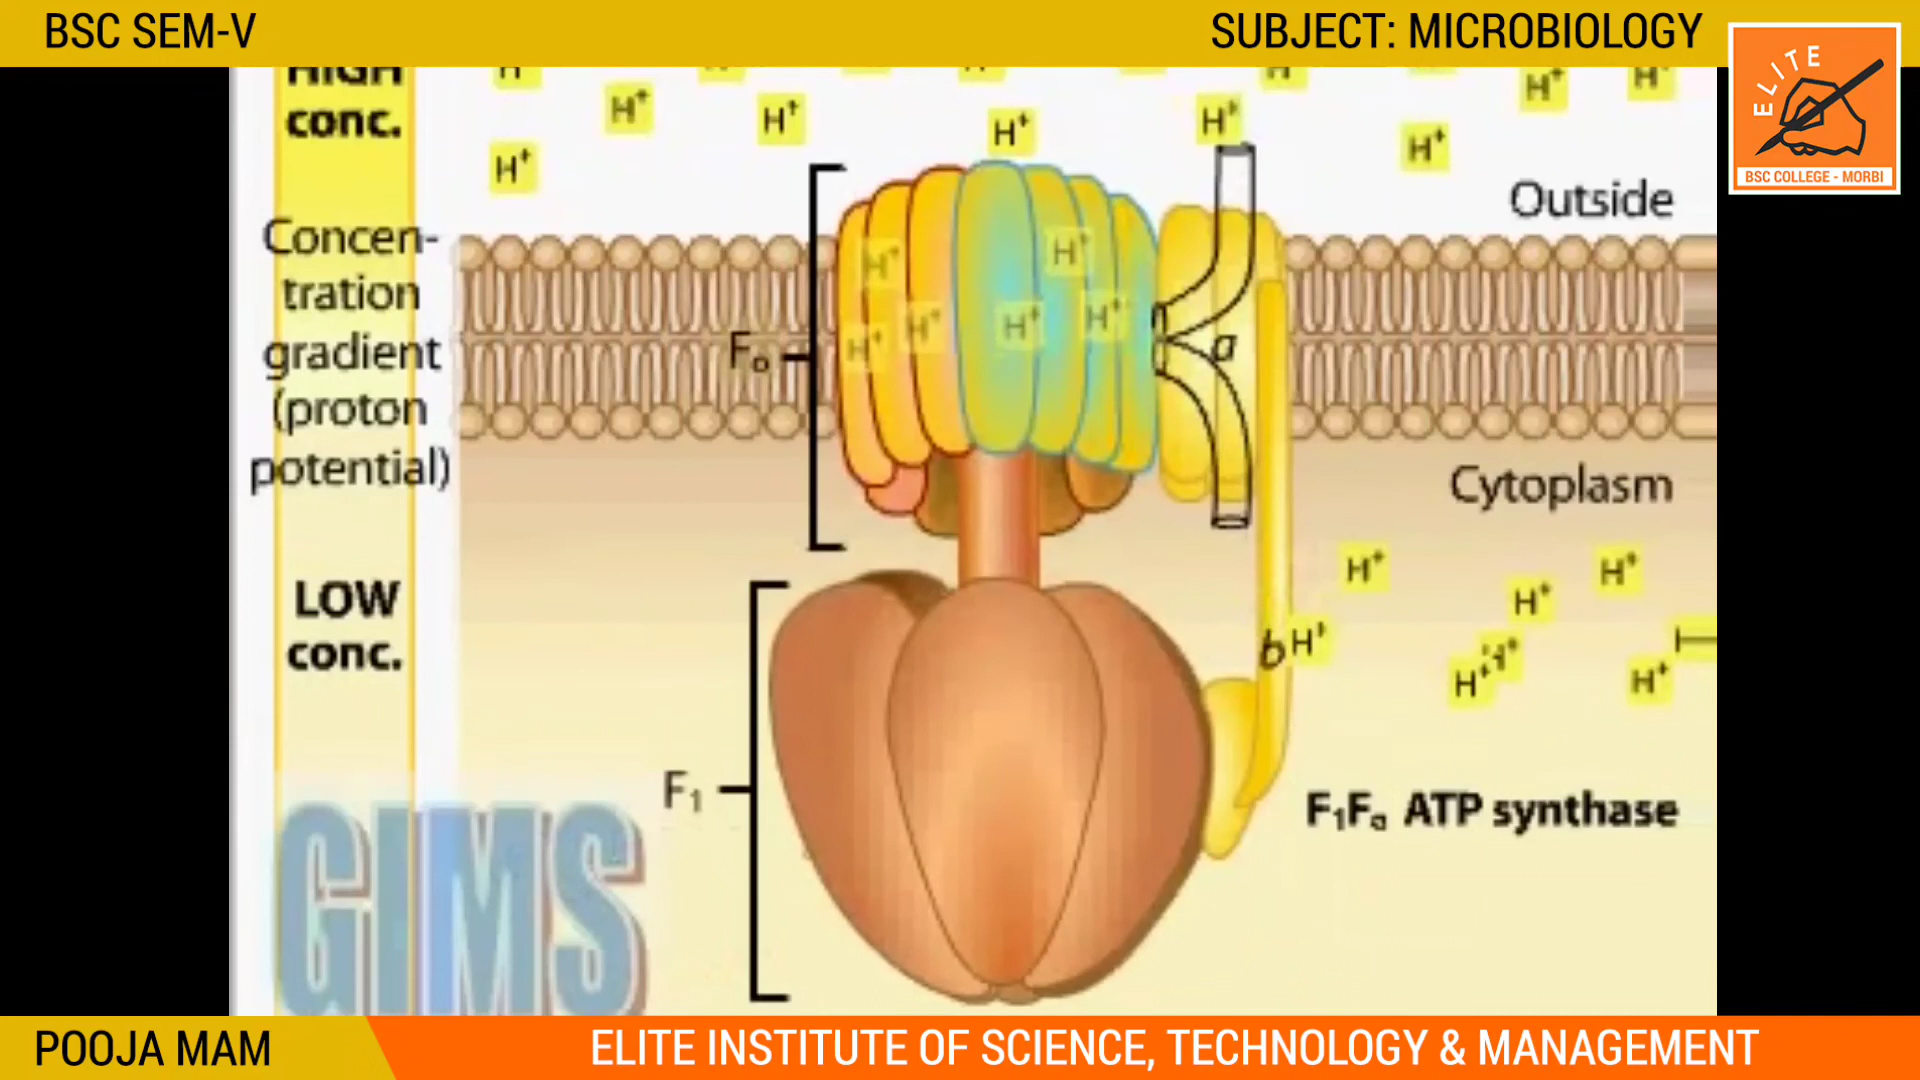 BSC SEM-V
SUBJECT: MICROBIOLOGY
ELITE
BSC COLLEGE - MORBI
HIGH
conc.
H⁺ H⁺ H⁺ H⁺ H⁺ H⁺
H⁺ H⁺ H⁺ H⁺ H⁺
H⁺ H⁺
Outside
Concen-
tration
gradient
(proton
potential)
H⁺ H⁺
H⁺ H⁺ H⁺ H⁺
F₀
a
Cytoplasm
LOW
conc.
H⁺ H⁺
H⁺
b
H⁺ H⁺
H⁺ H⁺
F₁
F₁F₀ ATP synthase
GIMS
POOJA MAM
ELITE INSTITUTE OF SCIENCE, TECHNOLOGY & MANAGEMENT